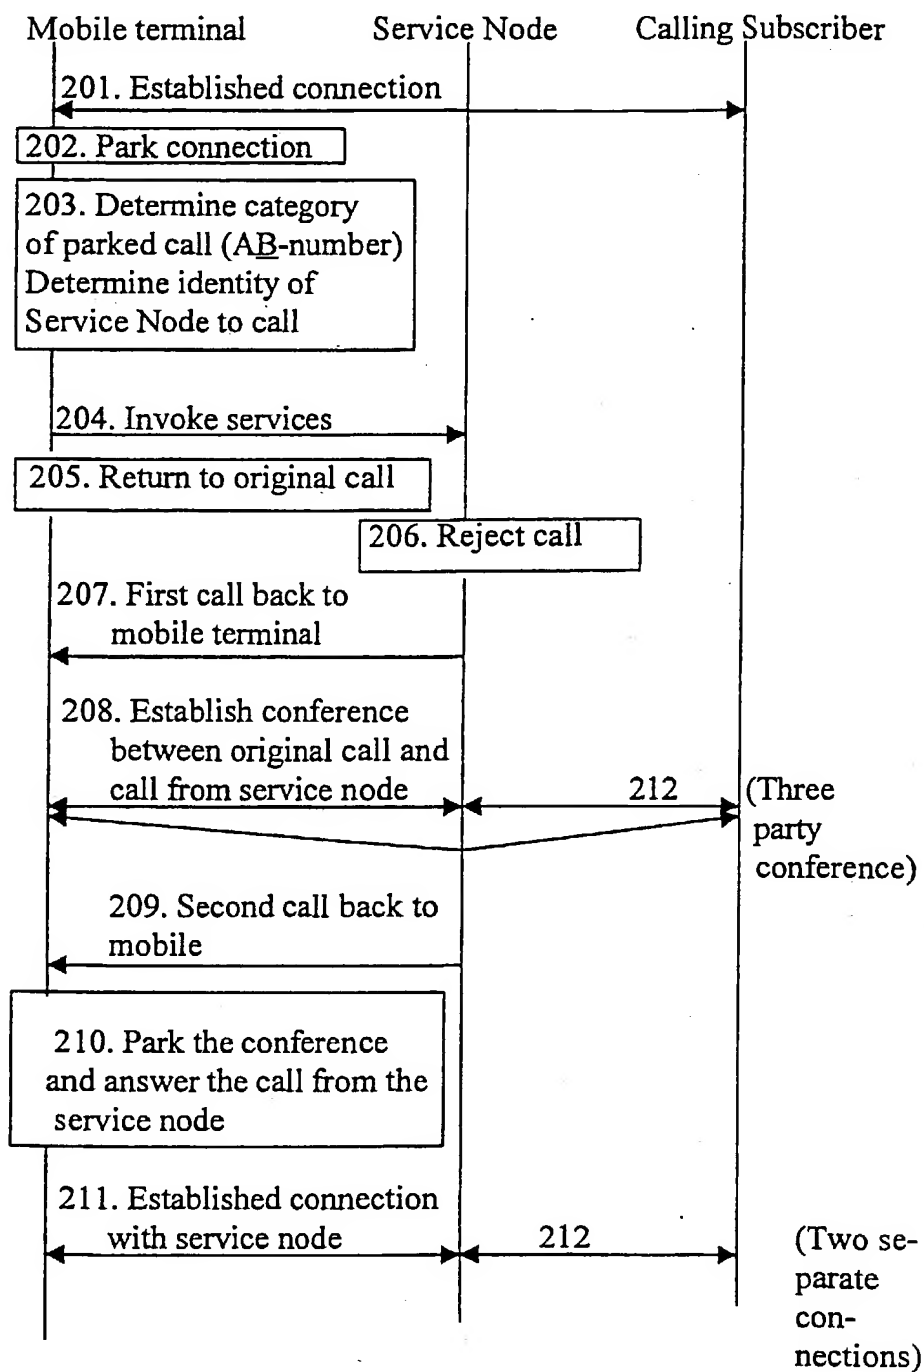 Mobile terminal Service Node Calling Subscriber
201. Established connection
202. Park connection
203. Determine category
of parked call (AB-number)
Determine identity of
Service Node to call
204. Invoke services
205. Return to original call
206. Reject call
207. First call back to
mobile terminal
208. Establish conference
between original call and
call from service node
212
(Three
party
conference)
209. Second call back to
mobile
210. Park the conference
and answer the call from the
service node
211. Established connection
with service node
212
(Two se-
parate
con-
nections)